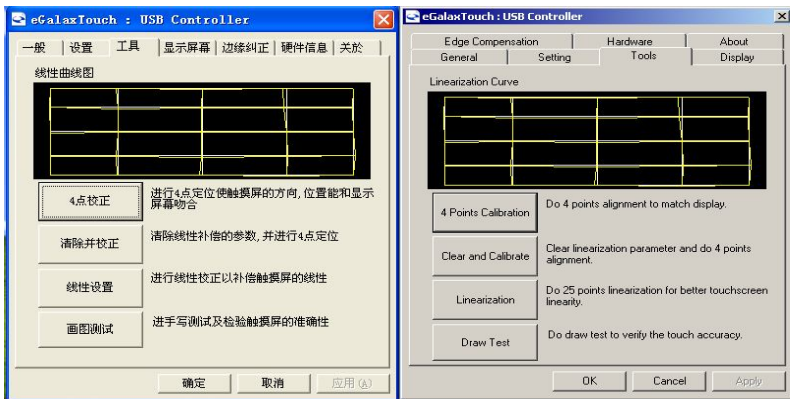 eGalaxTouch : USB Controller
一般 设置 工具 显示屏幕 边缘纠正 硬件信息 关於
线性曲线图
4点校正
进行4点定位使触摸屏的方向,位置能和显示
屏幕吻合
清除并校正
清除线性补偿的参数,并进行4点定位
线性设置
进行线性校正以补偿触摸屏的线性
画图测试
进手写测试及检验触摸屏的准确性
确定 取消 应用(A)
eGalaxTouch : USB Controller
Edge Compensation Hardware About
General Setting Tools Display
Linearization Curve
4 Points Calibration
Do 4 points alignment to match display.
Clear and Calibrate
Clear linearization parameter and do 4 points
alignment.
Linearization
Do 25 points linearization for better touchscreen
linearity.
Draw Test
Do draw test to verify the touch accuracy.
OK Cancel Apply